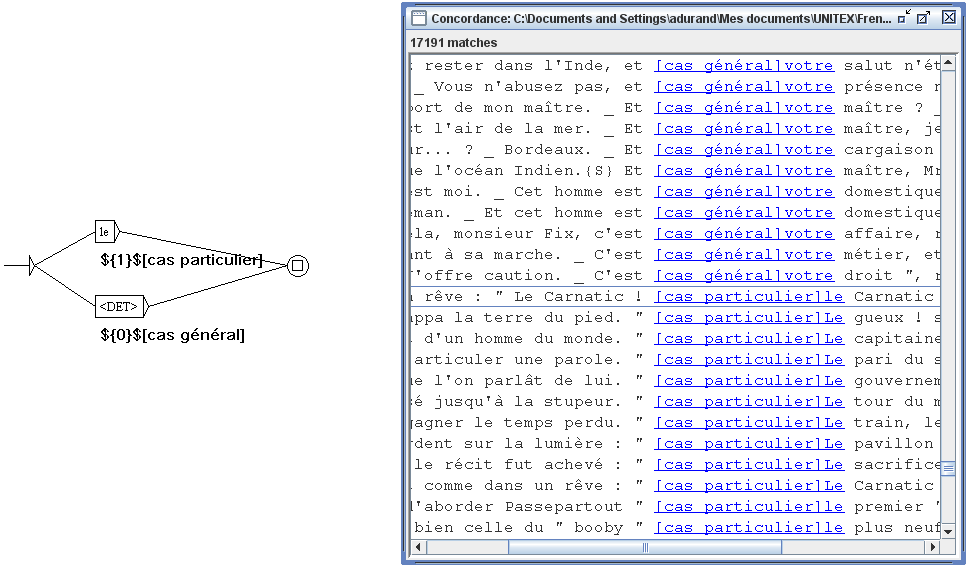 le
${1}$[cas particulier]
<DET>
${0}$[cas général]
Concordance: C:\Documents and Settings\adurand\Mes documents\UNITEX\Fren...
17191 matches
: rester dans l'Inde, et [cas général]votre salut n'ét
_ Vous n'abusez pas, et [cas général]votre présence n
ort de mon maître. _ Et [cas général]votre maître ? _
t l'air de la mer. _ Et [cas général]votre maître, je
ur... ? _ Bordeaux. _ Et [cas général]votre cargaison
e l'océan Indien.{S} Et [cas général]votre maître, Mr
est moi. _ Cet homme est [cas général]votre domestique
eman. _ Et cet homme est [cas général]votre domestique
ela, monsieur Fix, c'est [cas général]votre affaire, r
ant à sa marche. _ C'est [cas général]votre métier, et
'offre caution. _ C'est [cas général]votre droit ", r
rêve : " Le Carnatic ! [cas particulier]le Carnatic
ppa la terre du pied. " [cas particulier]Le gueux ! s
d'un homme du monde. " [cas particulier]Le capitaine
articuler une parole. " [cas particulier]Le pari du s
e l'on parlât de lui. " [cas particulier]Le gouvernem
sé jusqu'à la stupeur. " [cas particulier]Le tour du m
agner le temps perdu. " [cas particulier]Le train, le
rdent sur la lumière : " [cas particulier]Le pavillon
le récit fut achevé : " [cas particulier]Le sacrifice
comme dans un rêve : " [cas particulier]Le Carnatic
d'aborder Passepartout " [cas particulier]le premier '
bien celle du " booby " [cas particulier]le plus neuf